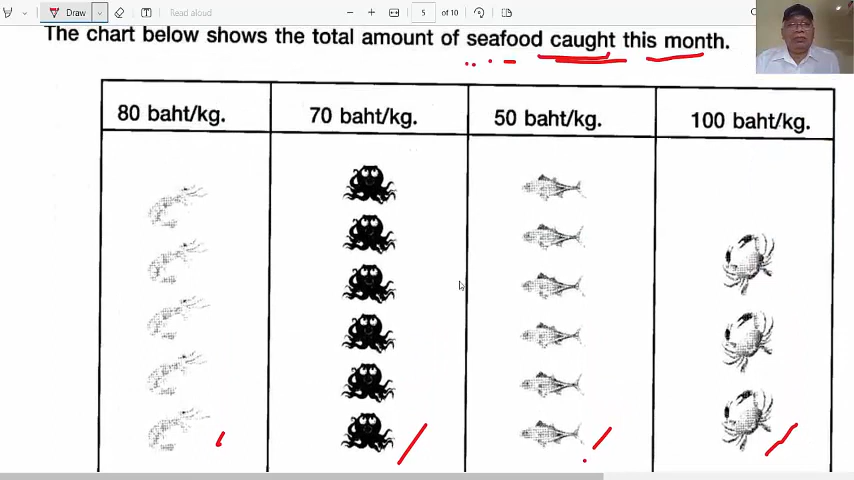 Draw
Read aloud
5 of 10
The chart below shows the total amount of seafood caught this month.
80 baht/kg. 70 baht/kg. 50 baht/kg. 100 baht/kg.